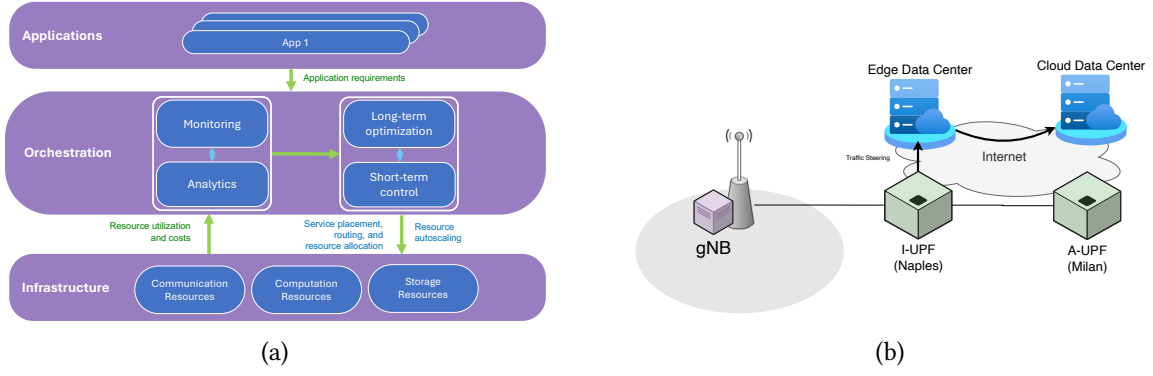 Applications
App 1
Application requirements
Orchestration
Monitoring
Analytics
Long-term
optimization
Short-term
control
Resource utilization
and costs
Service placement,
routing, and
resource allocation
Resource
autoscaling
Infrastructure
Communication
Resources
Computation
Resources
Storage
Resources
(a)
Edge Data Center
Cloud Data Center
Traffic Steering
Internet
gNB
I-UPF
(Naples)
A-UPF
(Milan)
(b)